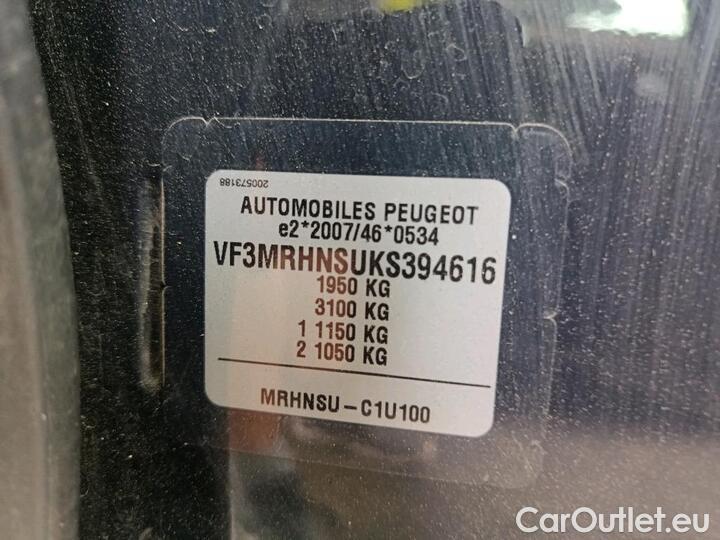 200573188
AUTOMOBILES PEUGEOT
e2*2007/46*0534
VF3MRHNSUKS394616
1950 KG
3100 KG
1 1150 KG
2 1050 KG
MRHNSU-C1U100
CarOutlet.eu